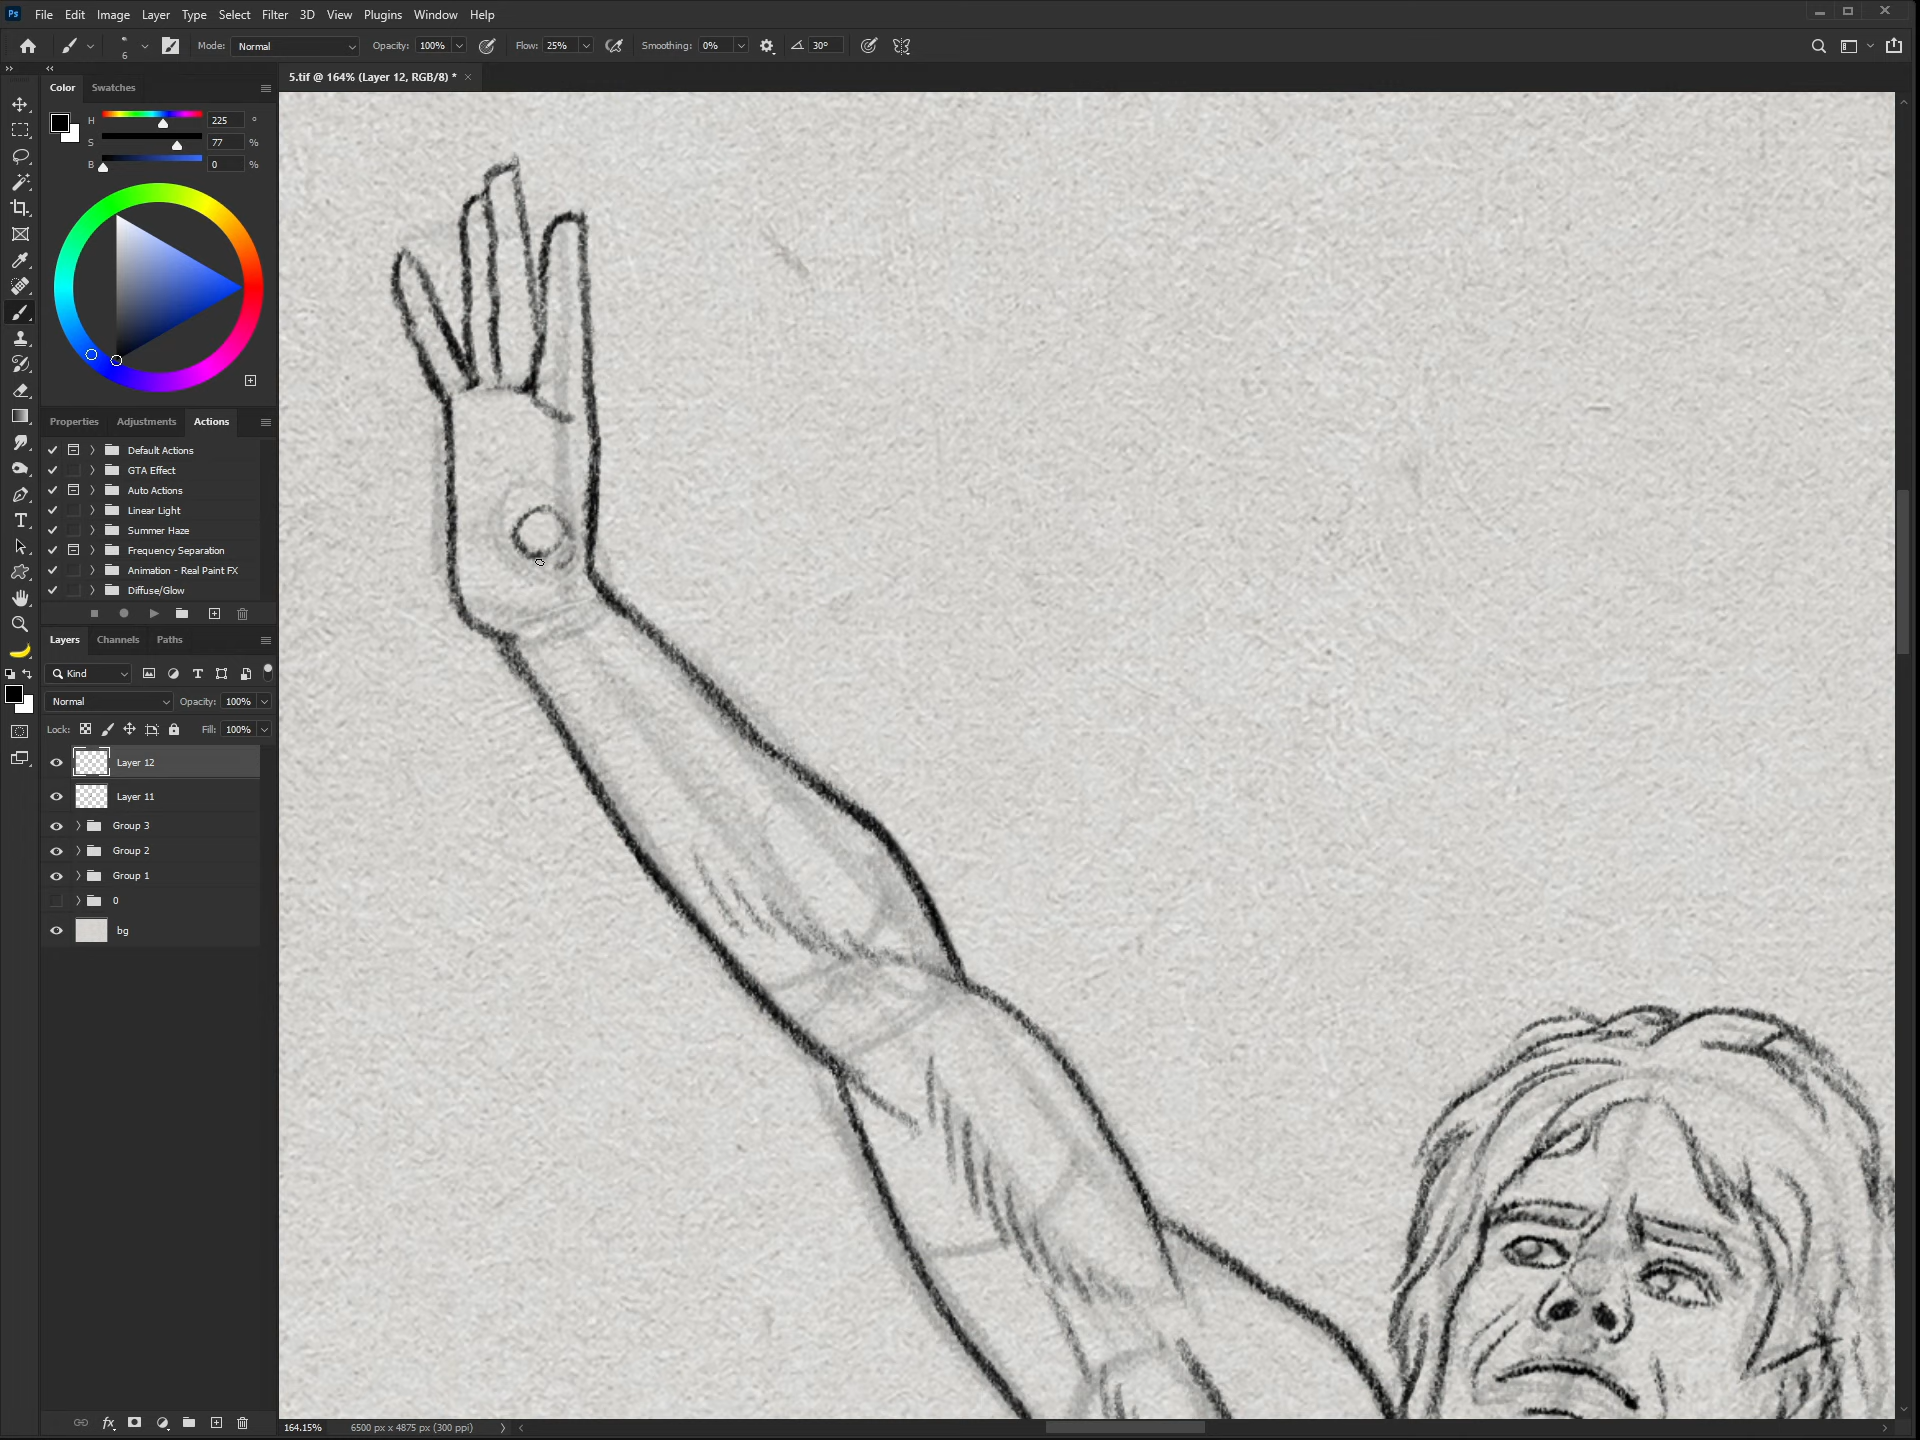 Ps File Edit Image Layer Type Select Filter 3D View Plugins Window Help
6 Mode: Normal Opacity: 100% Flow: 25% Smoothing: 0% 30°
5.tif @ 164% (Layer 12, RGB/8) *
Color Swatches
H 225 °
S 77 %
B 0 %
Properties Adjustments Actions
Default Actions
GTA Effect
Auto Actions
Linear Light
Summer Haze
Frequency Separation
Animation - Real Paint FX
Diffuse/Glow
Layers Channels Paths
Kind
Normal Opacity: 100%
Lock: Fill: 100%
Layer 12
Layer 11
Group 3
Group 2
Group 1
0
bg
fx
164.15% 6500 px x 4875 px (300 ppi)